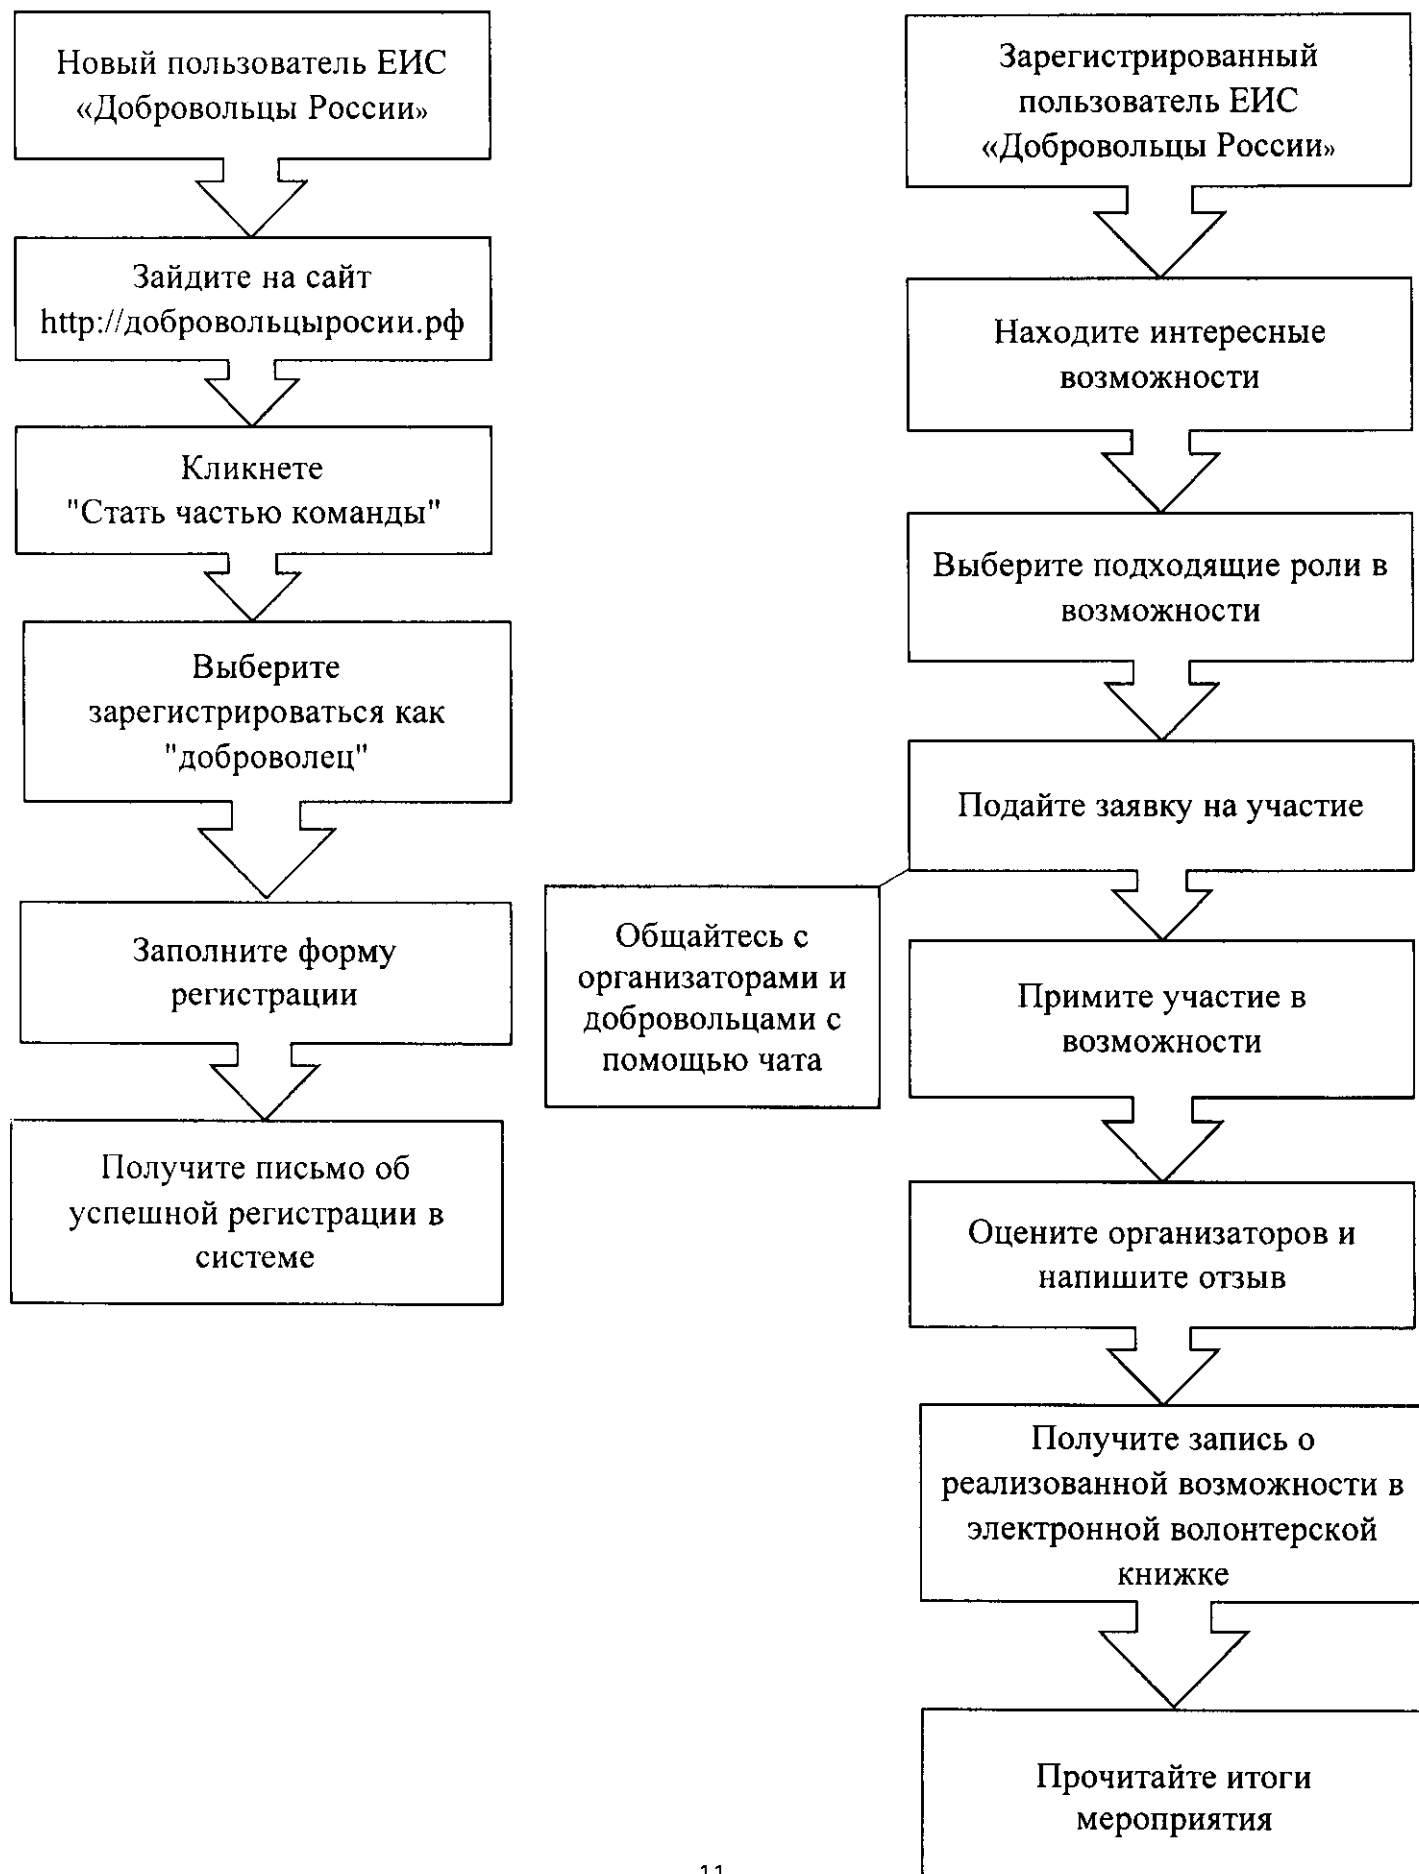 Новый пользователь ЕИС
«Добровольцы России»
Зайдите на сайт
http://добровольцыросии.рф
Кликнете
"Стать частью команды"
Выберите
зарегистрироваться как
"доброволец"
Заполните форму
регистрации
Получите письмо об
успешной регистрации в
системе
Зарегистрированный
пользователь ЕИС
«Добровольцы России»
Находите интересные
возможности
Выберите подходящие роли в
возможности
Подайте заявку на участие
Общайтесь с
организаторами и
добровольцами с
помощью чата
Примите участие в
возможности
Оцените организаторов и
напишите отзыв
Получите запись о
реализованной возможности в
электронной волонтерской
книжке
Прочитайте итоги
мероприятия
11